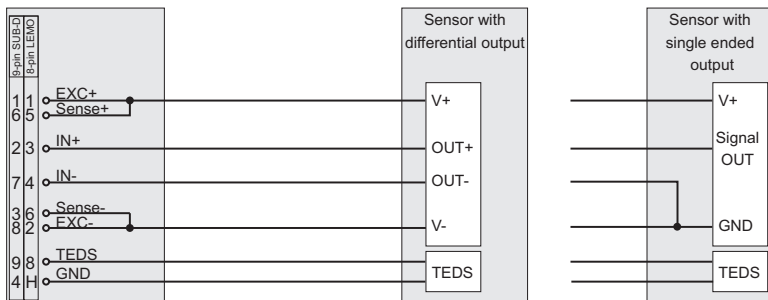 9-pin SUB-D
8-pin LEMO
Sensor with
differential output
Sensor with
single ended
output
1 1 EXC+
6 5 Sense+
V+
V+
2 3 IN+
OUT+
Signal
OUT
7 4 IN-
OUT-
3 6 Sense-
8 2 EXC-
V-
GND
9 8 TEDS
4 H GND
TEDS
TEDS